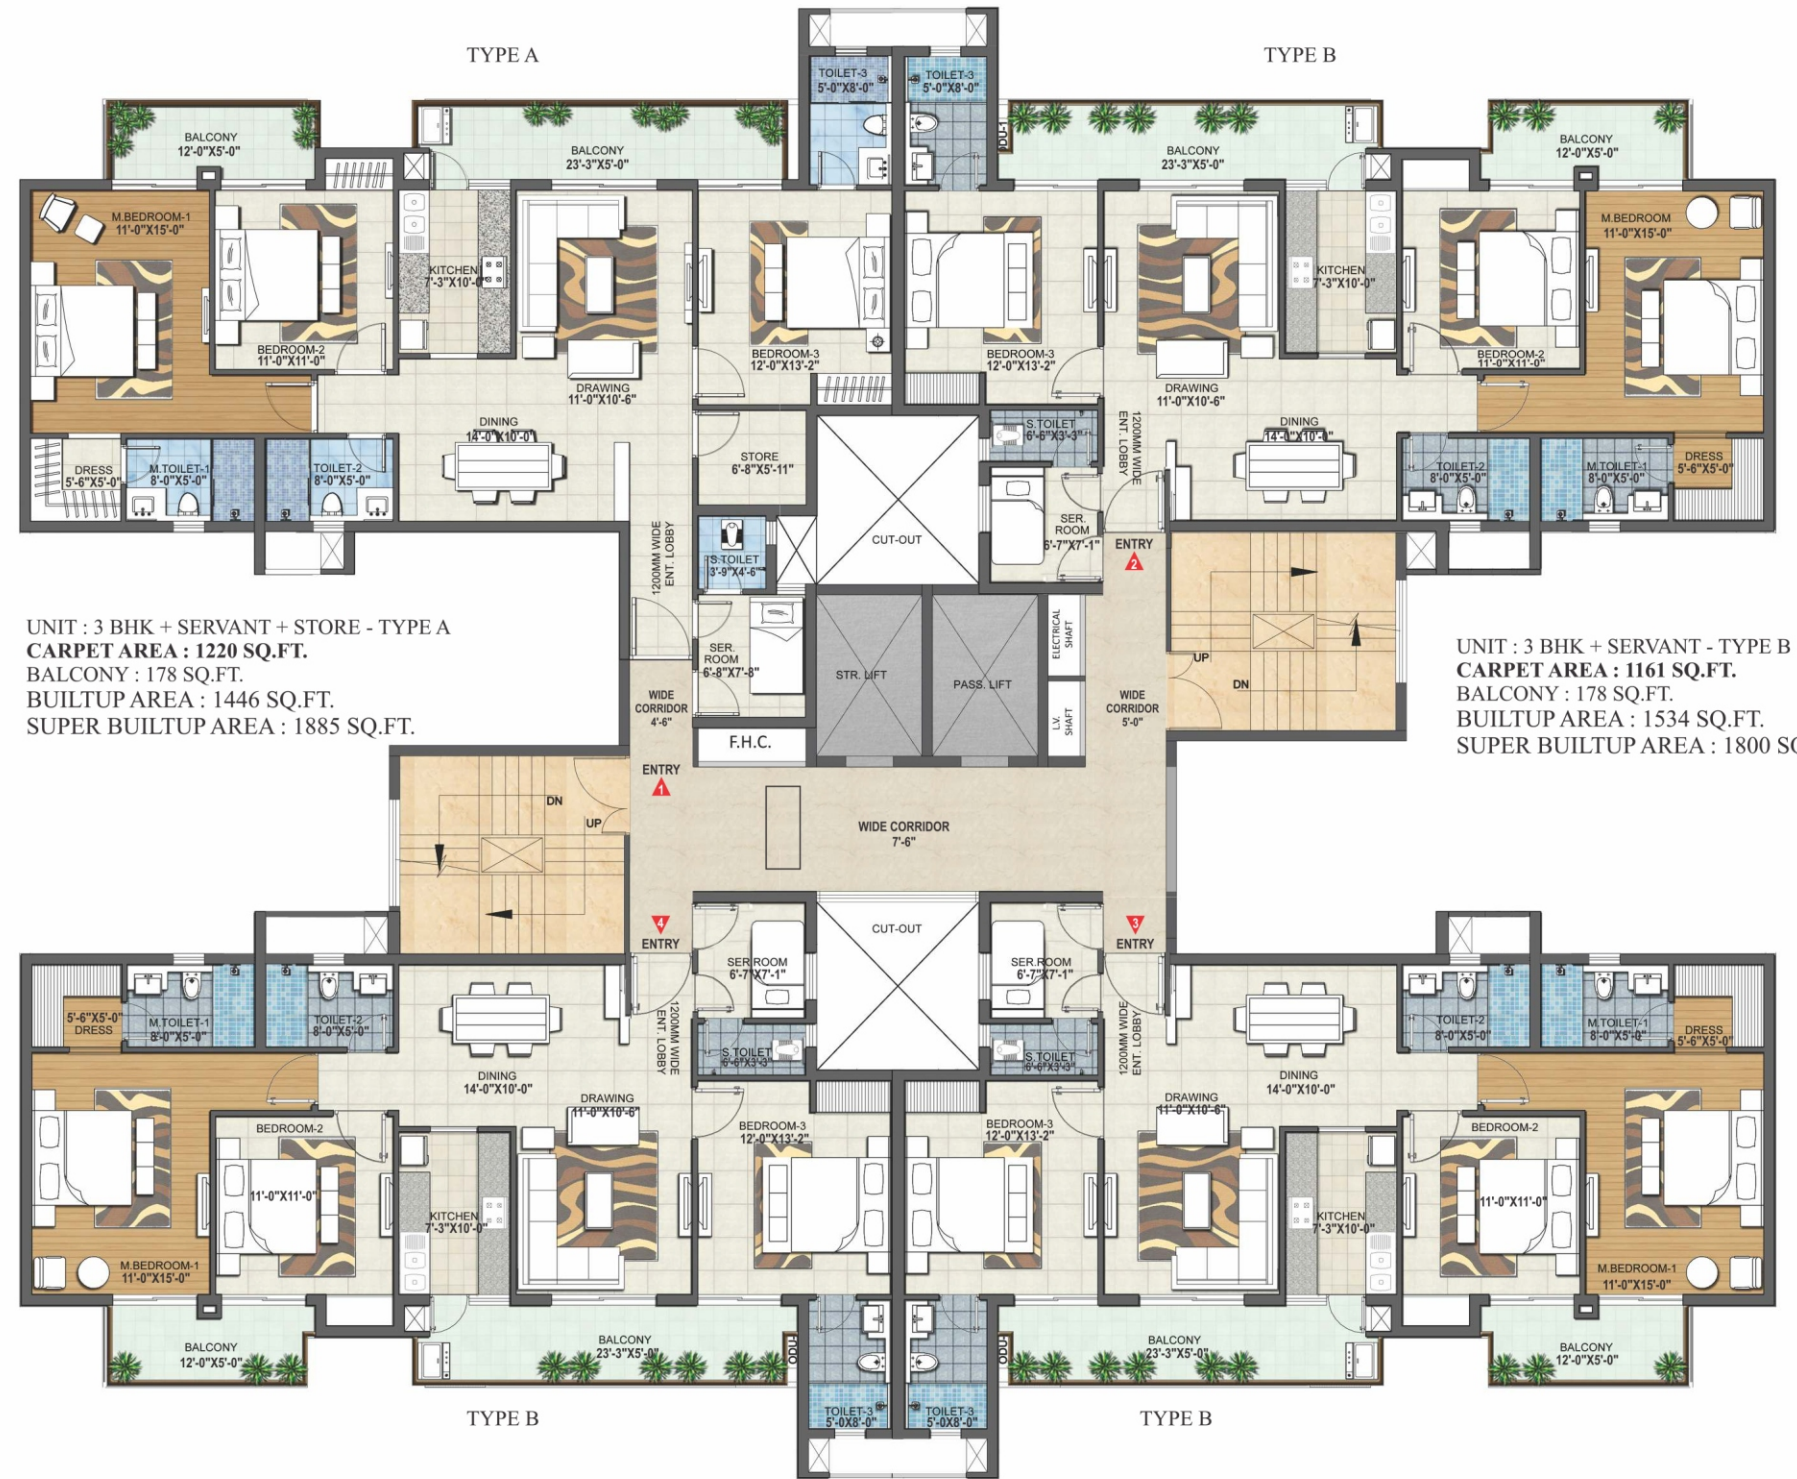 TYPE A
TYPE B
TOILET-3
5'-0"X8'-0"
TOILET-3
5'-0"X8'-0"
BALCONY
12'-0"X5'-0"
BALCONY
23'-3"X5'-0"
BALCONY
23'-3"X5'-0"
BALCONY
12'-0"X5'-0"
M.BEDROOM-1
11'-0"X15'-0"
BEDROOM-2
11'-0"X11'-0"
KITCHEN
7'-3"X10'-0"
DRAWING
11'-0"X10'-6"
BEDROOM-3
12'-0"X13'-2"
BEDROOM-3
12'-0"X13'-2"
DRAWING
11'-0"X10'-6"
KITCHEN
7'-3"X10'-0"
BEDROOM-2
11'-0"X11'-0"
M.BEDROOM
11'-0"X15'-0"
DINING
14'-0"X10'-0"
DRESS
5'-6"X5'-0"
M.TOILET-1
8'-0"X5'-0"
TOILET-2
8'-0"X5'-0"
STORE
6'-8"X5'-11"
CUT-OUT
S.TOILET
6'-6"X3'-3"
1200MM WIDE
ENT. LOBBY
DINING
14'-0"X10'-0"
TOILET-2
8'-0"X5'-0"
M.TOILET-1
8'-0"X5'-0"
DRESS
5'-6"X5'-0"
1200MM WIDE
ENT. LOBBY
S.TOILET
3'-9"X4'-6"
SER.
ROOM
6'-7"X7'-1"
ENTRY
2
UNIT : 3 BHK + SERVANT + STORE - TYPE A
CARPET AREA : 1220 SQ.FT.
BALCONY : 178 SQ.FT.
BUILTUP AREA : 1446 SQ.FT.
SUPER BUILTUP AREA : 1885 SQ.FT.
SER.
ROOM
6'-8"X7'-8"
WIDE
CORRIDOR
4'-6"
F.H.C.
STR. LIFT
PASS. LIFT
ELECTRICAL
SHAFT
L.V.
SHAFT
WIDE
CORRIDOR
5'-0"
UP
DN
UNIT : 3 BHK + SERVANT - TYPE B
CARPET AREA : 1161 SQ.FT.
BALCONY : 178 SQ.FT.
BUILTUP AREA : 1534 SQ.FT.
SUPER BUILTUP AREA : 1800 SQ
ENTRY
1
DN
UP
WIDE CORRIDOR
7'-6"
4
ENTRY
3
ENTRY
CUT-OUT
SER.ROOM
6'-7"X7'-1"
SER.ROOM
6'-7"X7'-1"
5'-6"X5'-0"
DRESS
M.TOILET-1
8'-0"X5'-0"
TOILET-2
8'-0"X5'-0"
1200MM WIDE
ENT. LOBBY
S.TOILET
6'-6"X3'-3"
S.TOILET
6'-6"X3'-3"
1200MM WIDE
ENT. LOBBY
TOILET-2
8'-0"X5'-0"
M.TOILET-1
8'-0"X5'-0"
DRESS
5'-6"X5'-0"
DINING
14'-0"X10'-0"
DRAWING
11'-0"X10'-6"
DINING
14'-0"X10'-0"
DRAWING
11'-0"X10'-6"
BEDROOM-2
11'-0"X11'-0"
KITCHEN
7'-3"X10'-0"
BEDROOM-3
12'-0"X13'-2"
BEDROOM-3
12'-0"X13'-2"
KITCHEN
7'-3"X10'-0"
BEDROOM-2
11'-0"X11'-0"
M.BEDROOM-1
11'-0"X15'-0"
M.BEDROOM-1
11'-0"X15'-0"
BALCONY
12'-0"X5'-0"
BALCONY
23'-3"X5'-0"
BALCONY
23'-3"X5'-0"
BALCONY
12'-0"X5'-0"
TOILET-3
5'-0X8'-0"
TOILET-3
5'-0X8'-0"
TYPE B
TYPE B